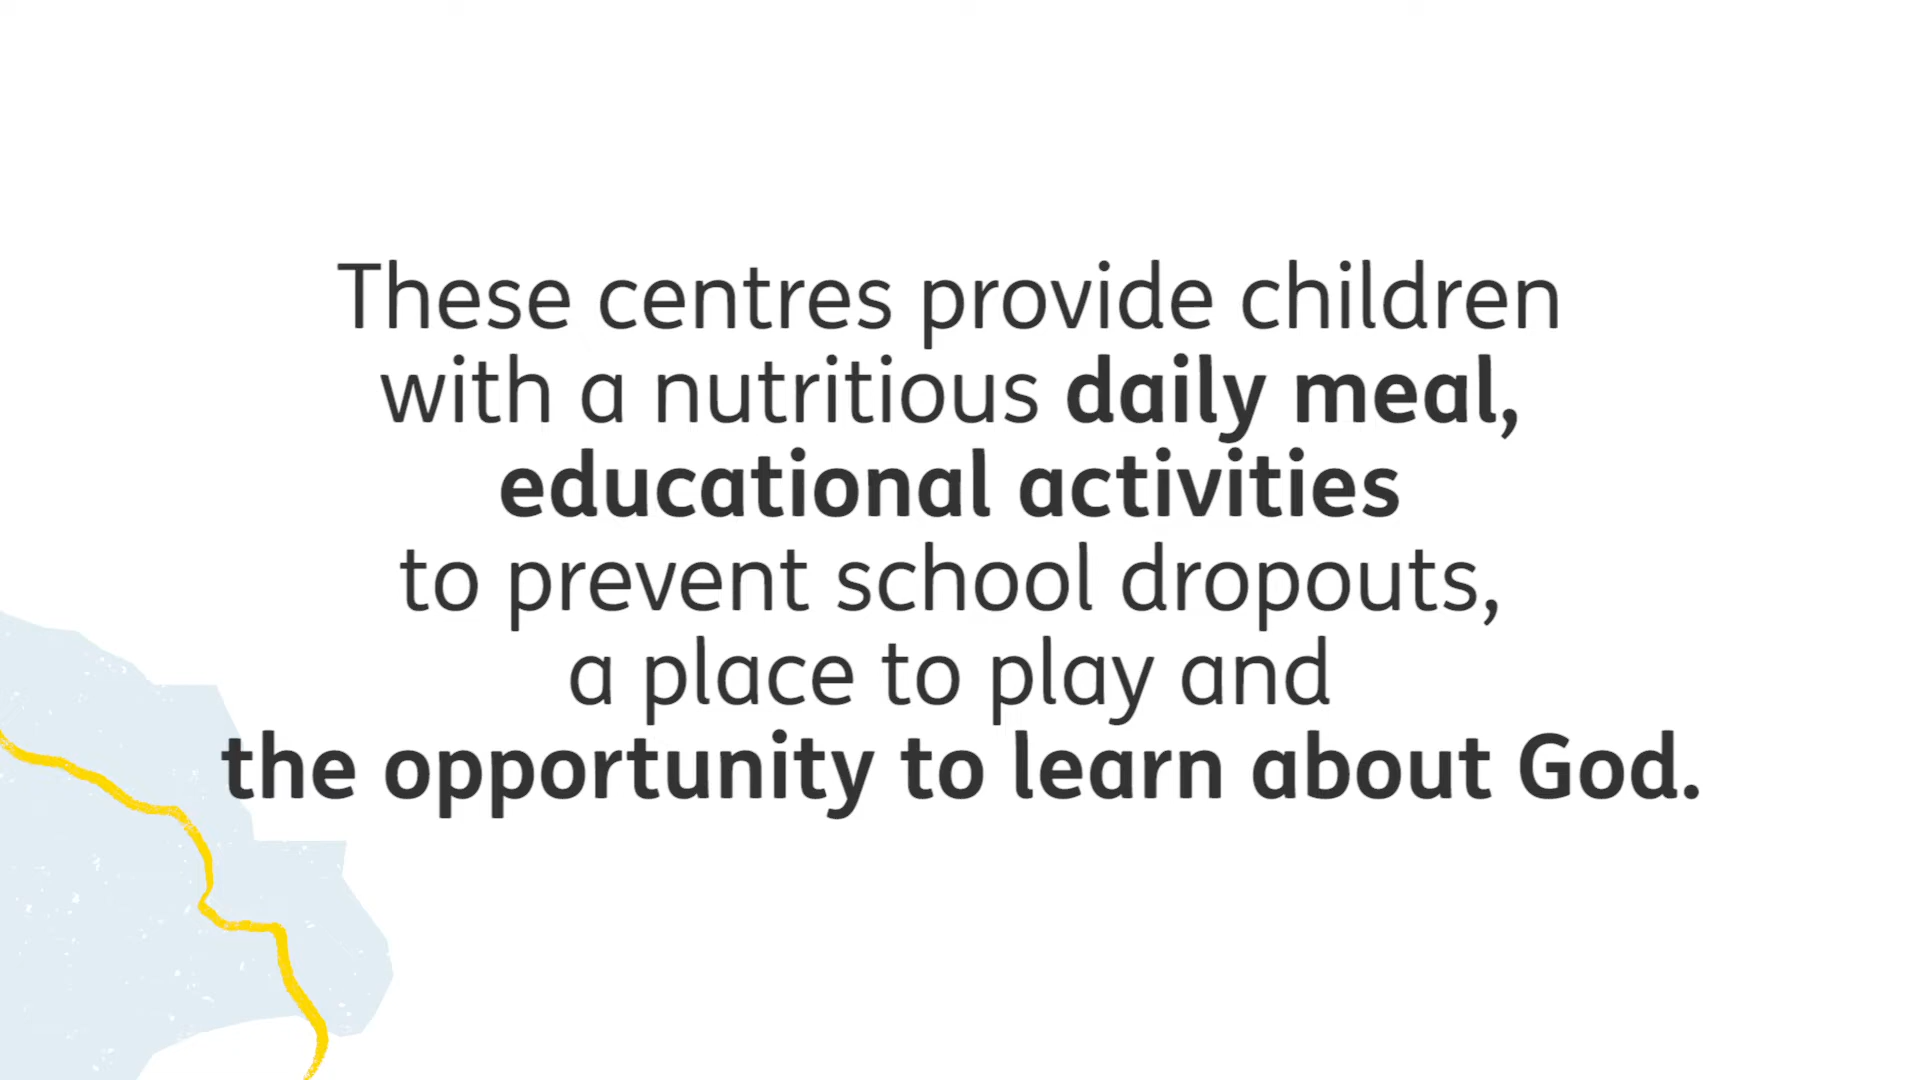 These centres provide children
with a nutritious daily meal,
educational activities
to prevent school dropouts,
a place to play and
the opportunity to learn about God.